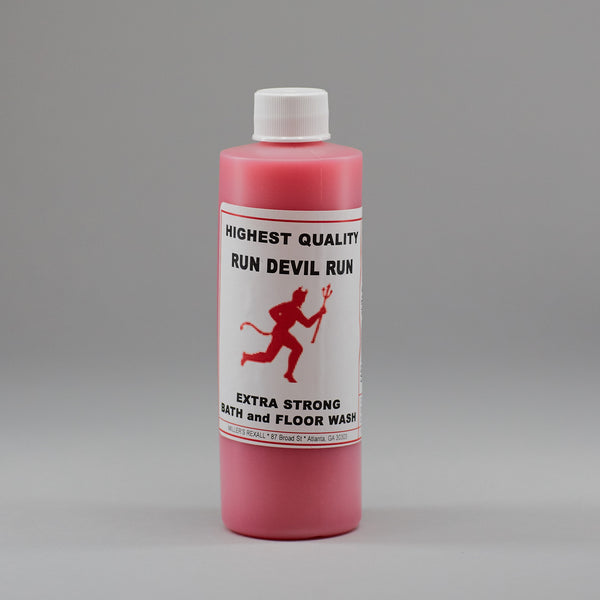 HIGHEST QUALITY
RUN DEVIL RUN
EXTRA STRONG
BATH and FLOOR WASH
MILLER'S REXALL * 87 Broad St * Atlanta, GA 30303